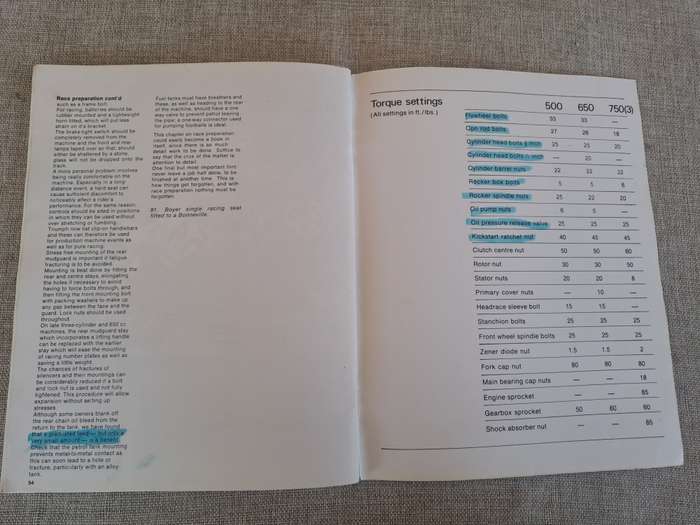 Race preparation cont'd
such as a frame bolt.
For racing, batteries should be
rubber mounted and a lightweight
horn fitted, which will put less
strain on it's bracket.
The brake light switch should be
completely removed from the
machine and the front and rear
lamps taped over so that, should
either be shattered by a stone,
glass will not be dropped onto the
track.
A more personal problem involves
being really comfortable on the
machine. Especially in a long
distance event, a hard seat can
cause sufficient discomfort to
noticeably affect a rider's
performance. For the same reason,
controls should be sited in positions
in which they can be used without
over stretching or fumbling.
Triumph now list clip-on handlebars
and these can therefore be used
for production machine events as
well as for pure racing.
Stress free mounting of the rear
mudguard is important if fatigue
fracturing is to be avoided.
Mounting is best done by fitting the
rear and centre stays, elongating
the holes if necessary to avoid
having to force bolts through, and
then fitting the front mounting bolt
with packing washers to make up
any gap between the face and the
guard. Lock nuts should be used
throughout.
On late three-cylinder and 650 cc
machines, the rear mudguard stay
which incorporates a lifting handle
can be replaced with the earlier
stay which will ease the mounting
of racing number plates as well as
saving a little weight.
The chances of fractures of
silencers and their mountings can
be considerably reduced if a bolt
and lock nut is used and not fully
tightened. This procedure will allow
expansion without setting up
stresses.
Although some owners blank off
the rear chain oil bleed from the
return to the tank, we have found
that a graduated feed — but only a
very small amount — is a benefit.
Check that the petrol tank mounting
prevents metal-to-metal contact as
this can soon lead to a hole or
fracture, particularly with an alloy
tank.
54
Fuel tanks must have breathers and
these, as well as heading to the rear
of the machine, should have a one
way valve to prevent petrol leaving
the pipe; a one-way connector used
for pumping footballs is ideal.
This chapter on race preparation
could easily become a book in
itself, since there is so much
detail work to be done. Suffice to
say that the crux of the matter is
attention to detail.
One final but most important hint:
never leave a job half done, to be
finished at another time. This is
how things get forgotten, and with
race preparation nothing must be
forgotten.
91. Boyer single racing seat
fitted to a Bonneville.
Torque settings
(All settings in ft./lbs.)
500 650 750(3)
Flywheel bolts 33 33 —
Con rod bolts 27 28 18
Cylinder head bolts ⅜ inch 25 25 20
Cylinder head bolts inch — 20 —
Cylinder barrel nuts 22 22 22
Rocker box bolts 5 5 6
Rocker spindle nuts 25 22 20
Oil pump nuts 6 5 —
Oil pressure release valve 25 25 25
Kickstart ratchet nut 40 45 45
Clutch centre nut 50 50 60
Rotor nut 30 30 50
Stator nuts 20 20 8
Primary cover nuts — 10 —
Headrace sleeve bolt 15 15 —
Stanchion bolts 25 25 25
Front wheel spindle bolts 25 25 25
Zener diode nut 1.5 1.5 2
Fork cap nut 80 80 80
Main bearing cap nuts — — 18
Engine sprocket — — 65
Gearbox sprocket 50 60 60
Shock absorber nut — — 65